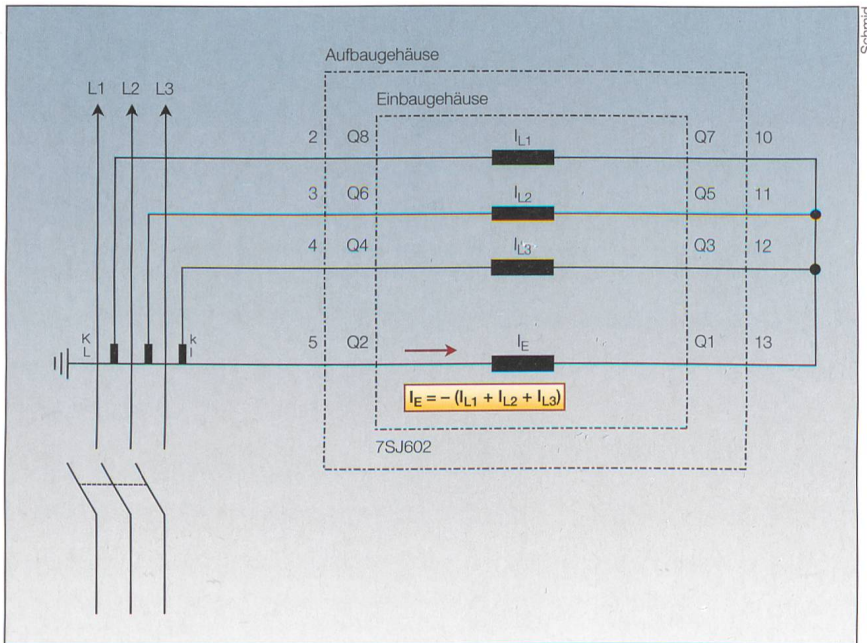 Schmid
Aufbaugehäuse
L1 L2 L3
Einbaugehäuse
2 Q8 I_L1 Q7 10
3 Q6 I_L2 Q5 11
4 Q4 I_L3 Q3 12
K k
L l
5 Q2 I_E Q1 13
I_E = – (I_L1 + I_L2 + I_L3)
7SJ602